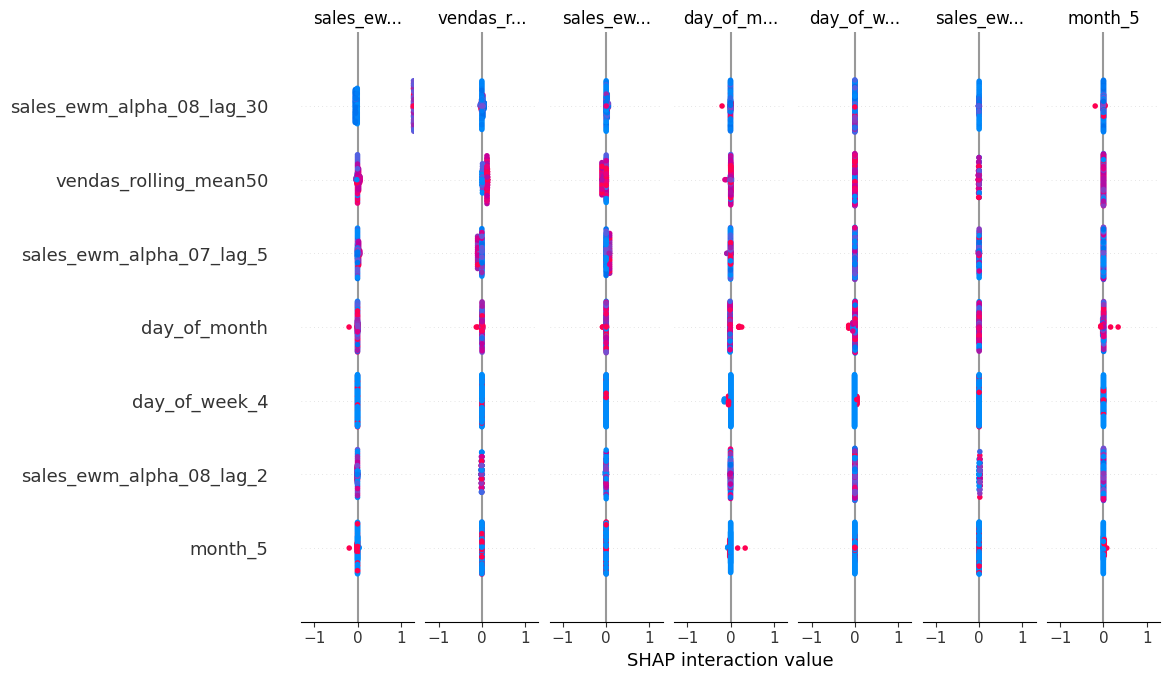 sales_ew... vendas_r... sales_ew... day_of_m... day_of_w... sales_ew... month_5
sales_ewm_alpha_08_lag_30
vendas_rolling_mean50
sales_ewm_alpha_07_lag_5
day_of_month
day_of_week_4
sales_ewm_alpha_08_lag_2
month_5
−1 0 1 −1 0 1 −1 0 1 −1 0 1 −1 0 1 −1 0 1 −1 0 1
SHAP interaction value